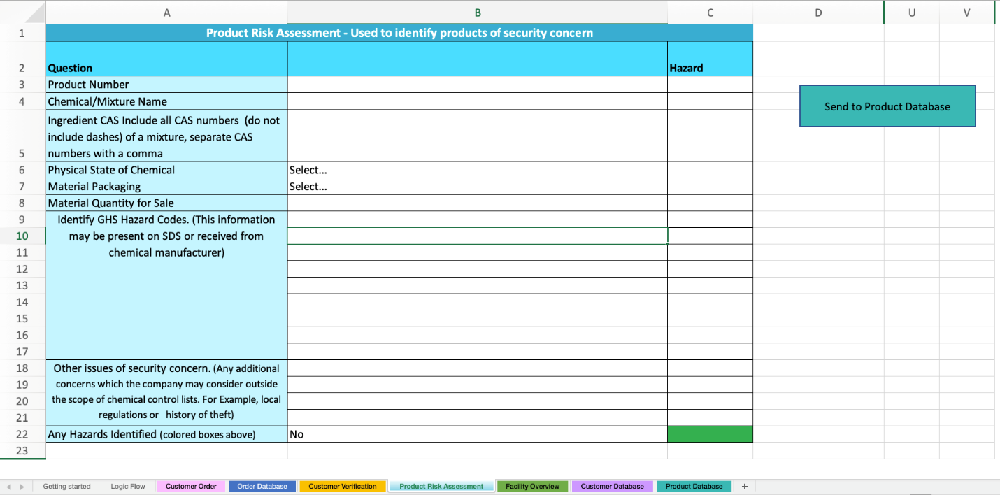 A B C D U V
1 Product Risk Assessment - Used to identify products of security concern
2 Question Hazard
3 Product Number
4 Chemical/Mixture Name
Send to Product Database
Ingredient CAS Include all CAS numbers (do not
include dashes) of a mixture, separate CAS
5 numbers with a comma
6 Physical State of Chemical Select...
7 Material Packaging Select...
8 Material Quantity for Sale
9 Identify GHS Hazard Codes. (This information
10 may be present on SDS or received from
11 chemical manufacturer)
12
13
14
15
16
17
18 Other issues of security concern. (Any additional
19 concerns which the company may consider outside
20 the scope of chemical control lists. For Example, local
21 regulations or history of theft)
22 Any Hazards Identified (colored boxes above) No
23
Getting started Logic Flow Customer Order Order Database Customer Verification Product Risk Assessment Facility Overview Customer Database Product Database +